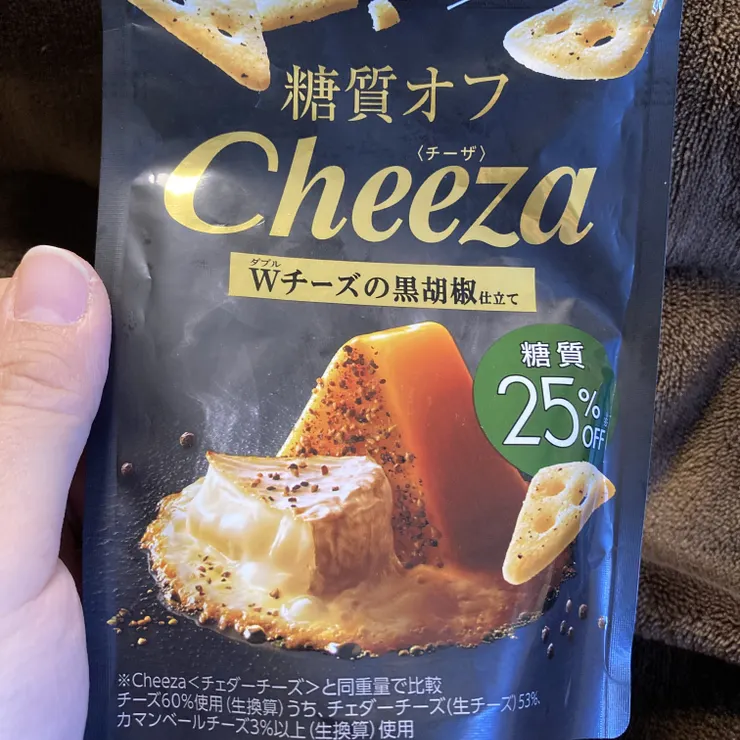 糖質オフ
〈チーザ〉
Cheeza
ダブル
Wチーズの黒胡椒仕立て
糖質
25%
OFF
※Cheeza<チェダーチーズ>と同重量で比較
チーズ60%使用(生換算)うち、チェダーチーズ(生チーズ)53%、
カマンベールチーズ3%以上(生換算)使用